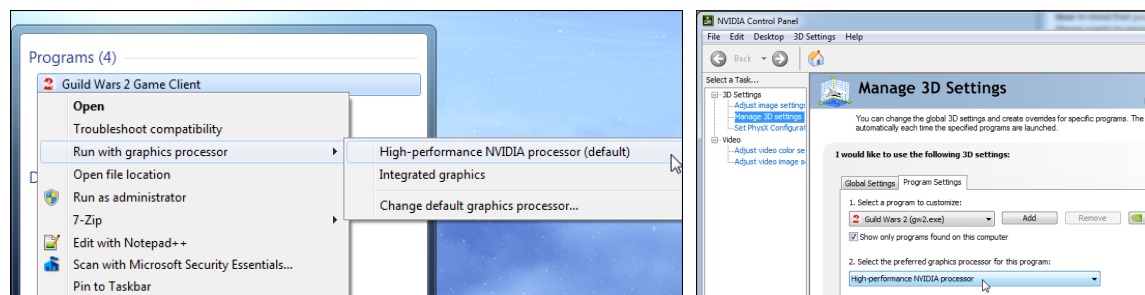 Programs (4)
Guild Wars 2 Game Client
Open
Troubleshoot compatibility
Run with graphics processor
Open file location
Run as administrator
7-Zip
Edit with Notepad++
Scan with Microsoft Security Essentials...
Pin to Taskbar
High-performance NVIDIA processor (default)
Integrated graphics
Change default graphics processor...
NVIDIA Control Panel
File Edit Desktop 3D Settings Help
Back
Select a Task...
3D Settings
Adjust image settings
Manage 3D settings
Set PhysX Configurat
Video
Adjust video color se
Adjust video image s
Manage 3D Settings
You can change the global 3D settings and create overrides for specific programs. The
automatically each time the specified programs are launched.
I would like to use the following 3D settings:
Global Settings Program Settings
1. Select a program to customize:
Guild Wars 2 (gw2.exe) Add Remove
Show only programs found on this computer
2. Select the preferred graphics processor for this program:
High-performance NVIDIA processor